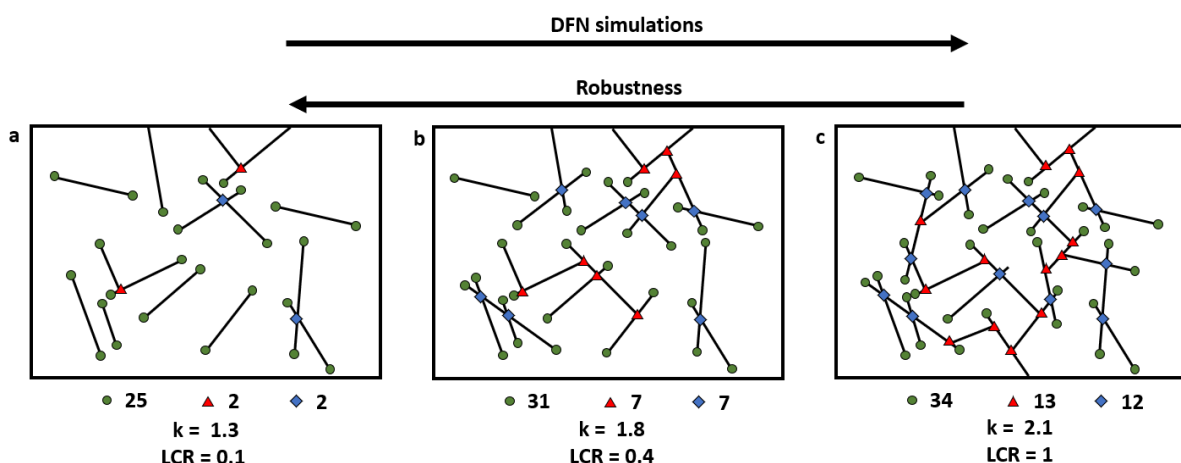 DFN simulations
Robustness
a
b
c
25 2 2
31 7 7
34 13 12
k = 1.3
k = 1.8
k = 2.1
LCR = 0.1
LCR = 0.4
LCR = 1